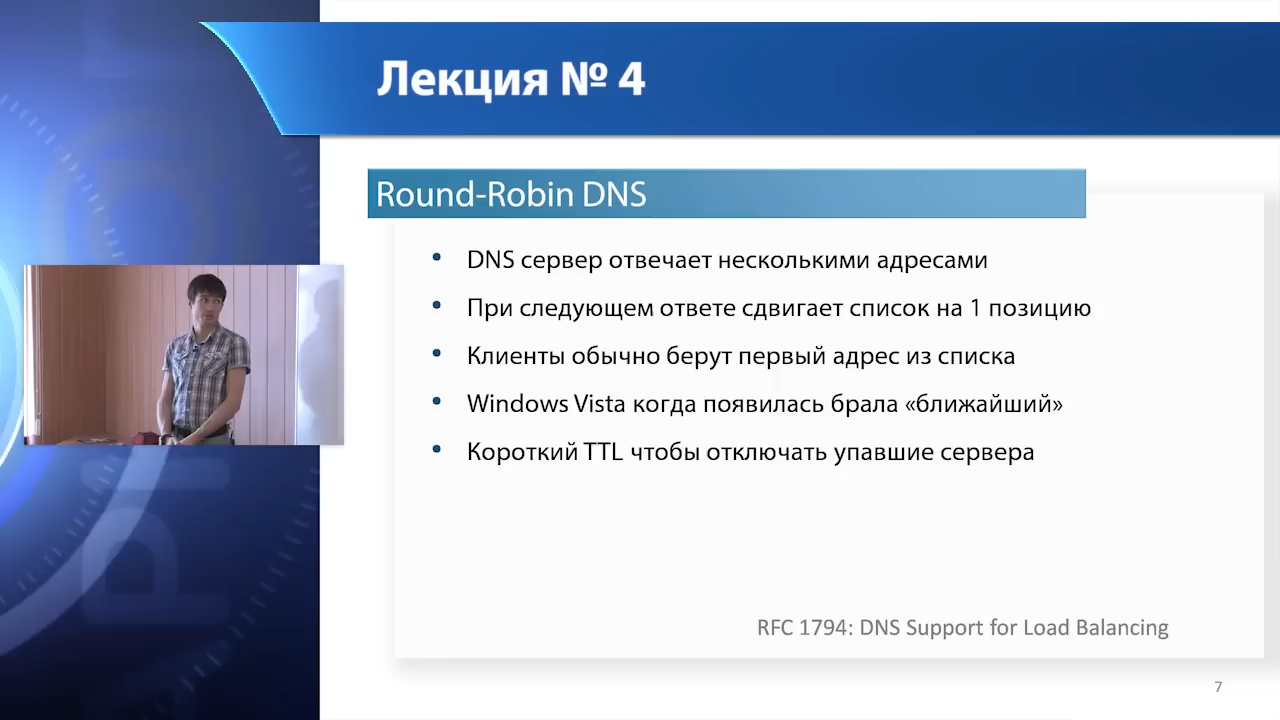 Лекция № 4
Round-Robin DNS
• DNS сервер отвечает несколькими адресами
• При следующем ответе сдвигает список на 1 позицию
• Клиенты обычно берут первый адрес из списка
• Windows Vista когда появилась брала «ближайший»
• Короткий TTL чтобы отключать упавшие сервера
RFC 1794: DNS Support for Load Balancing
7